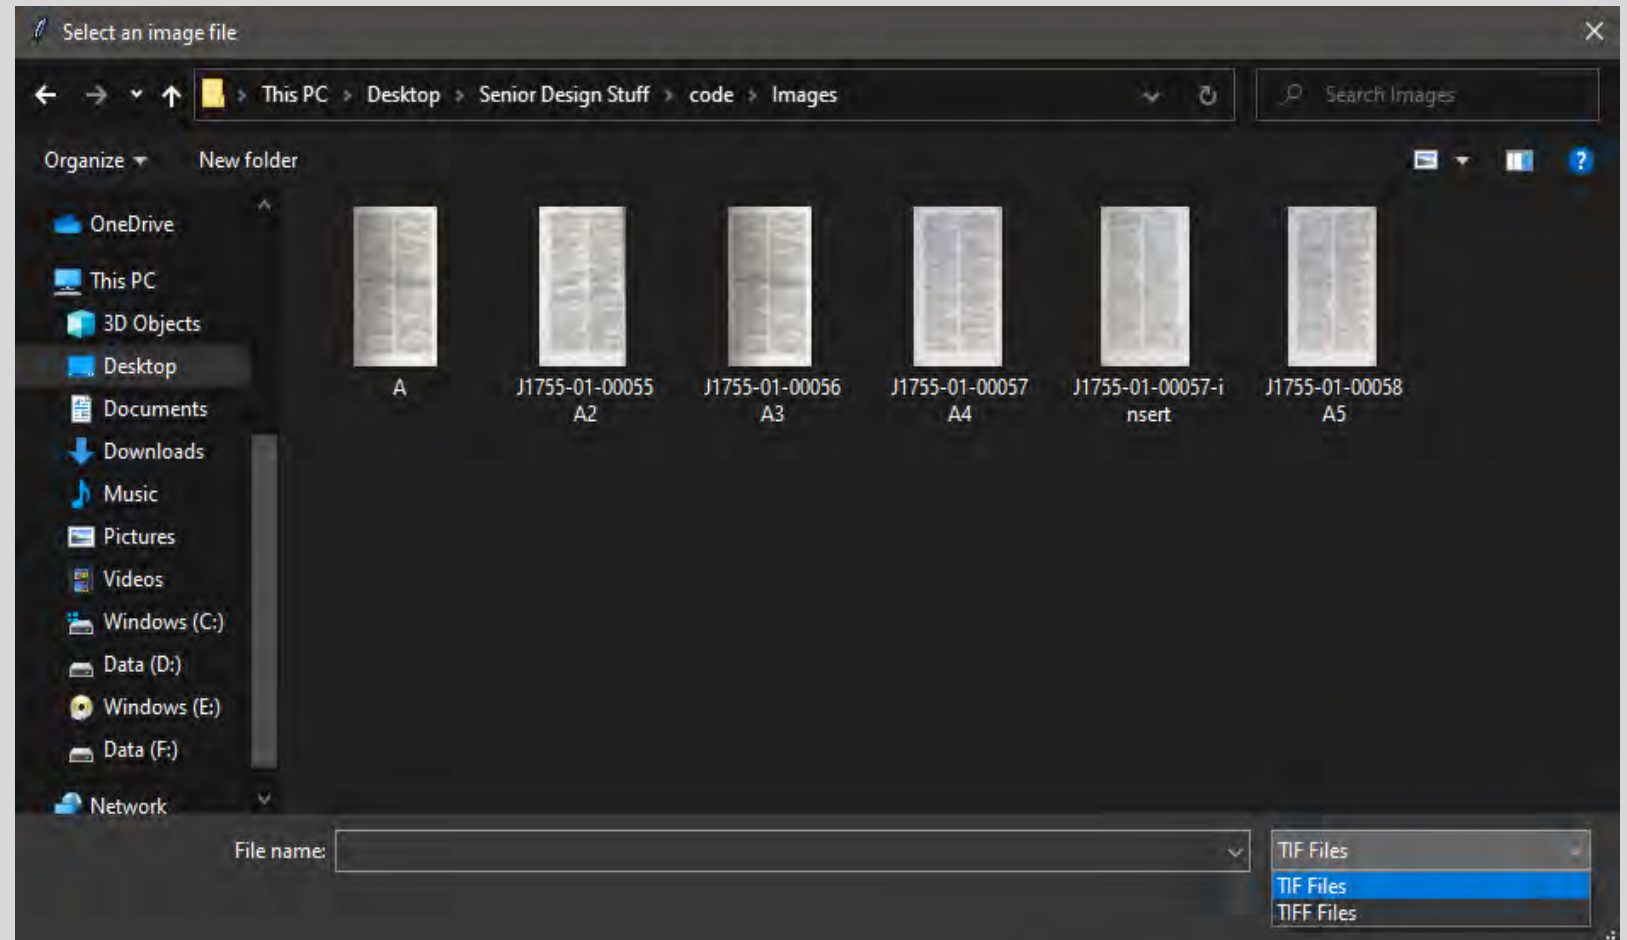 Select an image file
This PC > Desktop > Senior Design Stuff > code > Images
Search Images
Organize
New folder
OneDrive
This PC
3D Objects
Desktop
Documents
Downloads
Music
Pictures
Videos
Windows (C:)
Data (D:)
Windows (E:)
Data (F:)
Network
A
J1755-01-00055
A2
J1755-01-00056
A3
J1755-01-00057
A4
J1755-01-00057-i
nsert
J1755-01-00058
A5
File name:
TIF Files
TIF Files
TIFF Files